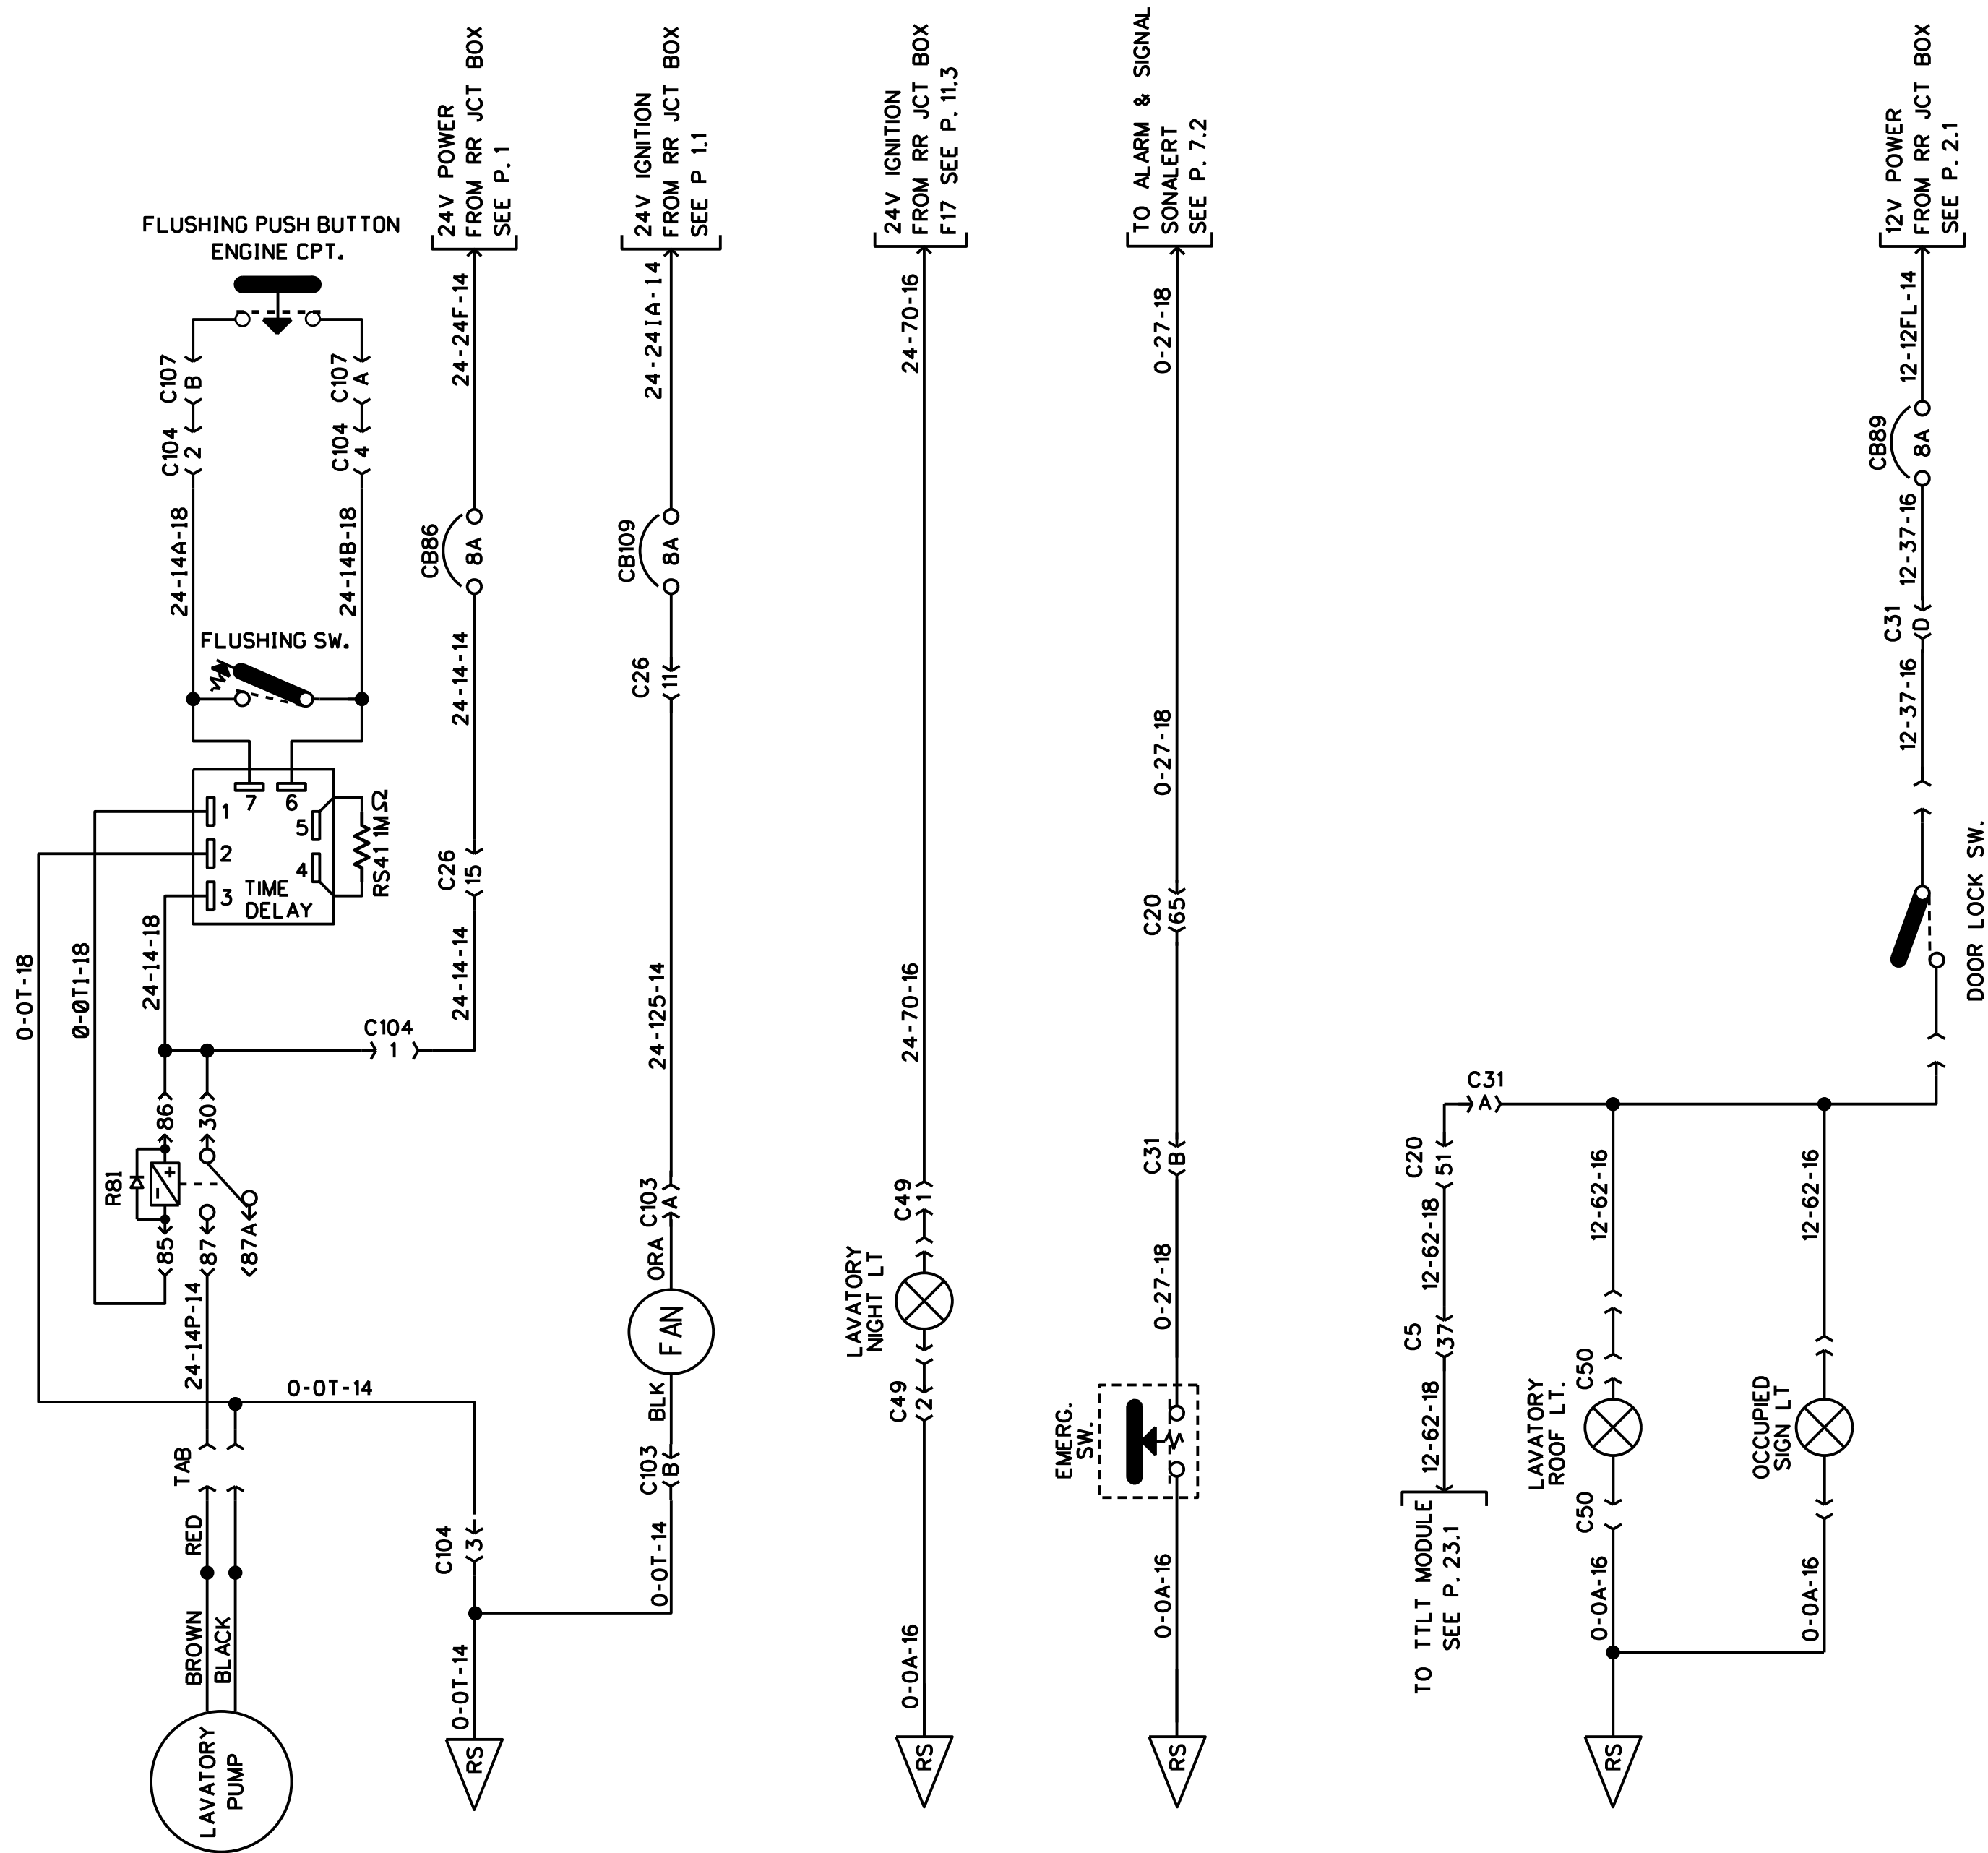 FLUSHING PUSH BUTTON
ENGINE CPT.
C107
B
C107
A
C104
2
C104
4
24-14A-18
24-14B-18
FLUSHING SW.
7
6
1
2
3
5
4
TIME
DELAY
RS41 1MΩ
0-0T-18
0-0T1-18
24-14-18
C104
1
86
30
R81
+
-
85
87
87A
24-14P-14
0-0T-14
TAB
RED
BROWN
BLACK
LAVATORY
PUMP
24V POWER
FROM RR JCT BOX
SEE P. 1
24-24F-14
CB86
8A
24-14-14
C26
15
24-14-14
C104
3
0-0T-14
RS
24V IGNITION
FROM RR JCT BOX
SEE P 1.1
24-24IA-14
CB109
8A
C26
11
24-125-14
C103
A
ORA
FAN
BLK
C103
B
0-0T-14
24V IGNITION
FROM RR JCT BOX
F17 SEE P. 11.3
24-70-16
24-70-16
C49
1
LAVATORY
NIGHT LT
C49
2
0-0A-16
RS
TO ALARM & SIGNAL
SONALERT
SEE P. 7.2
0-27-18
0-27-18
C20
65
C31
B
0-27-18
EMERG.
SW.
0-0A-16
RS
12V POWER
FROM RR JCT BOX
SEE P. 2.1
12-12FL-14
CB89
8A
12-37-16
C31
D
12-37-16
DOOR LOCK SW.
C31
A
C20
51
12-62-18
C5
37
12-62-18
TO TTLT MODULE
SEE P. 23.1
12-62-16
C50
LAVATORY
ROOF LT.
C50
0-0A-16
RS
12-62-16
OCCUPIED
SIGN LT
0-0A-16